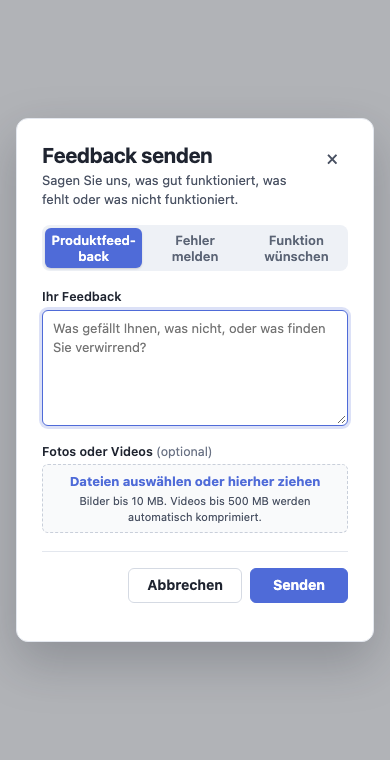 Feedback senden
Sagen Sie uns, was gut funktioniert, was
fehlt oder was nicht funktioniert.
Produktfeed-
back
Fehler
melden
Funktion
wünschen
Ihr Feedback
Was gefällt Ihnen, was nicht, oder was finden
Sie verwirrend?
Fotos oder Videos (optional)
Dateien auswählen oder hierher ziehen
Bilder bis 10 MB. Videos bis 500 MB werden
automatisch komprimiert.
Abbrechen
Senden